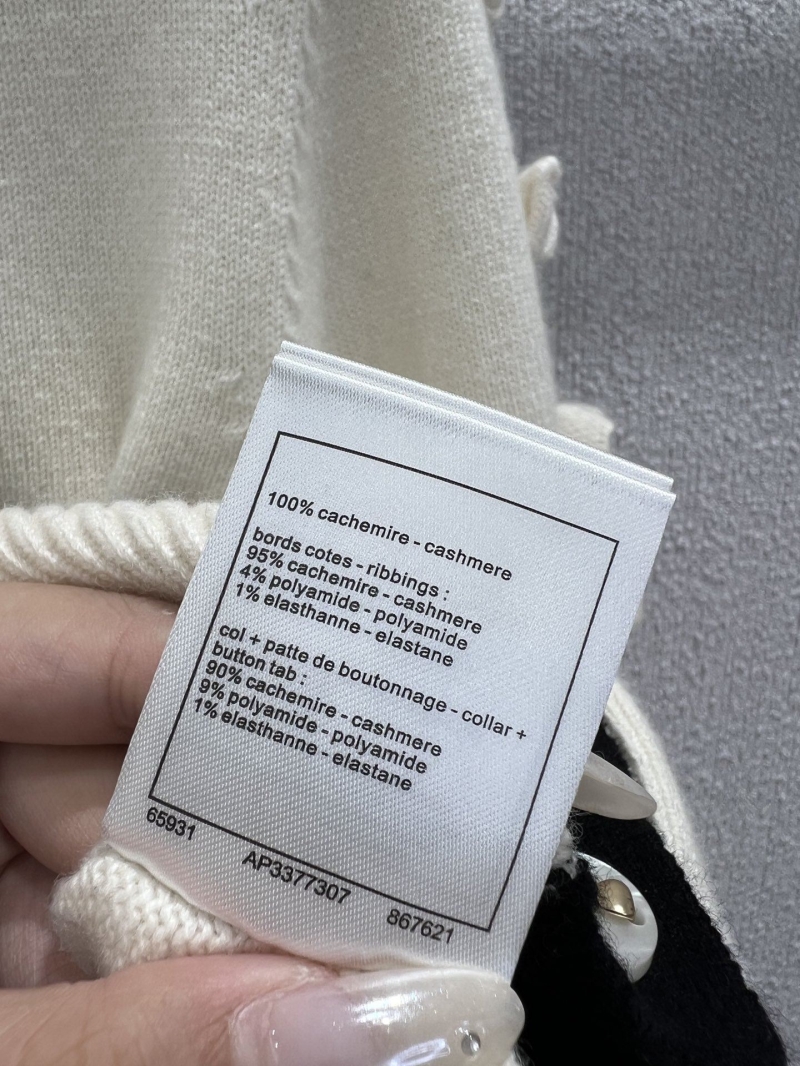 100% cachemire - cashmere
bords cotes - ribbings :
95% cachemire - cashmere
4% polyamide - polyamide
1% elasthanne - elastane
col + patte de boutonnage - collar +
button tab :
90% cachemire - cashmere
9% polyamide - polyamide
1% elasthanne - elastane
65931 AP3377307 867621